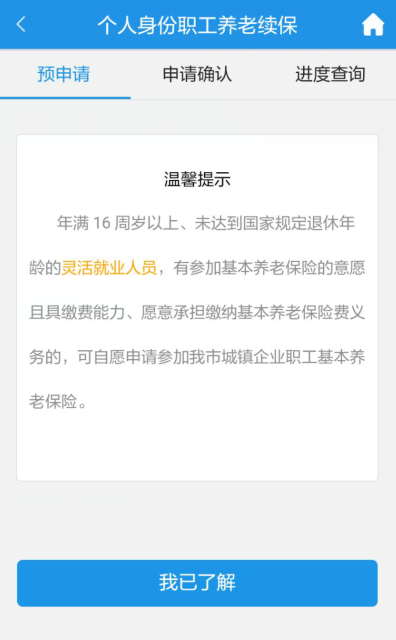 个人身份职工养老续保
预申请 申请确认 进度查询
温馨提示
年满 16 周岁以上、未达到国家规定退休年
龄的灵活就业人员，有参加基本养老保险的意愿
且具缴费能力、愿意承担缴纳基本养老保险费义
务的，可自愿申请参加我市城镇企业职工基本养
老保险。
我已了解